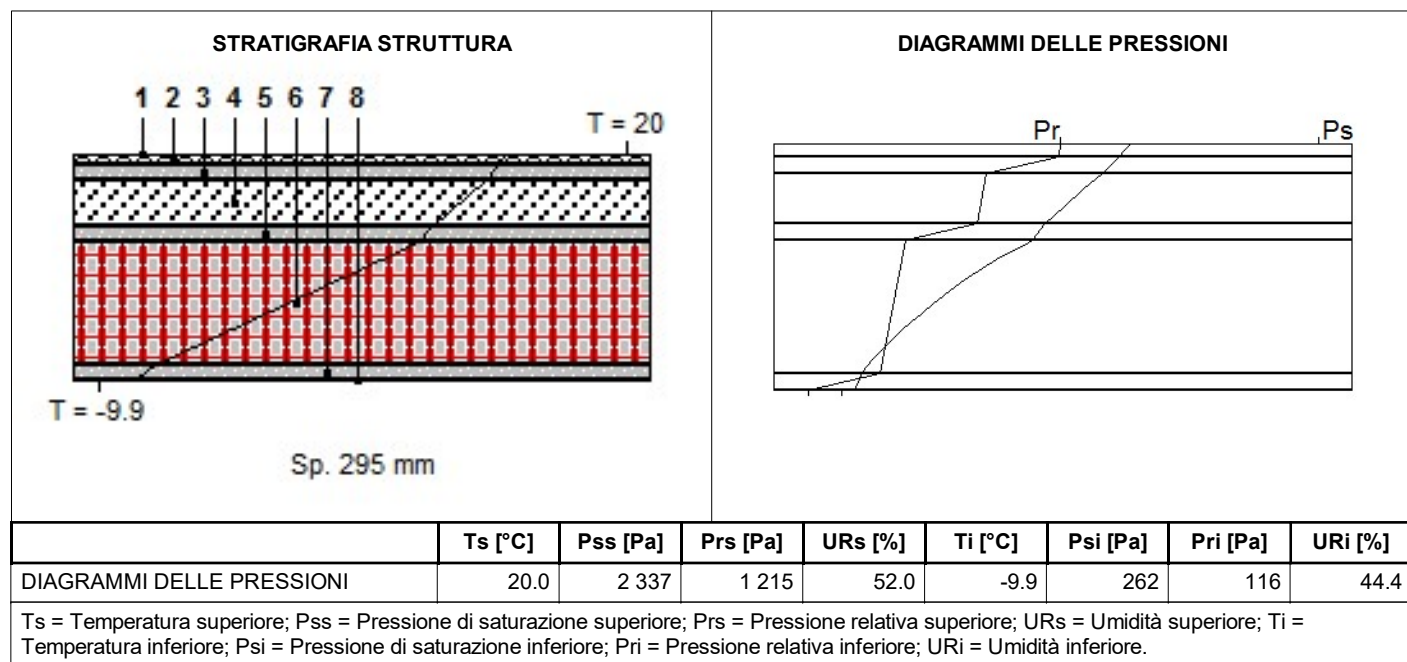 STRATIGRAFIA STRUTTURA
1 2 3 4 5 6 7 8
T = 20
T = -9.9
Sp. 295 mm
DIAGRAMMI DELLE PRESSIONI
Pr
Ps
Ts [°C] Pss [Pa] Prs [Pa] URs [%] Ti [°C] Psi [Pa] Pri [Pa] URi [%]
DIAGRAMMI DELLE PRESSIONI 20.0 2 337 1 215 52.0 -9.9 262 116 44.4
Ts = Temperatura superiore; Pss = Pressione di saturazione superiore; Prs = Pressione relativa superiore; URs = Umidità superiore; Ti =
Temperatura inferiore; Psi = Pressione di saturazione inferiore; Pri = Pressione relativa inferiore; URi = Umidità inferiore.